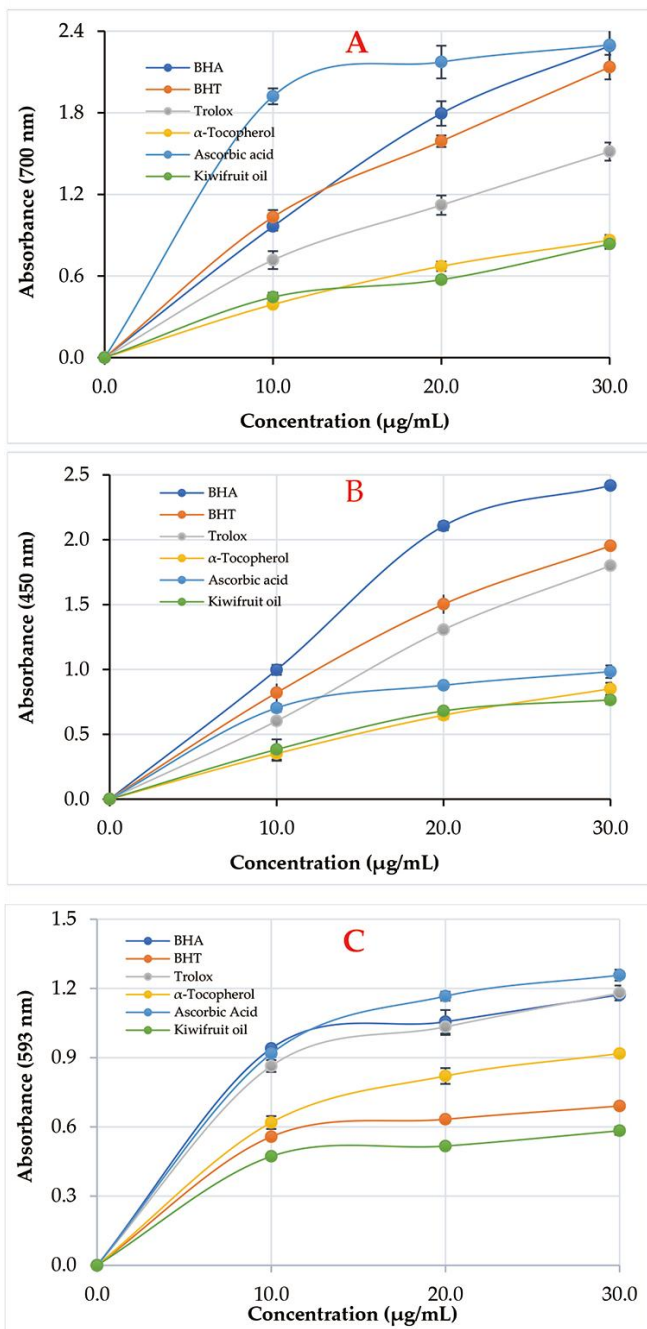 A
2.4
1.8
1.2
0.6
0.0
Absorbance (700 nm)
BHA
BHT
Trolox
α-Tocopherol
Ascorbic acid
Kiwifruit oil
0.0 10.0 20.0 30.0
Concentration (µg/mL)
B
2.5
2.0
1.5
1.0
0.5
0.0
Absorbance (450 nm)
BHA
BHT
Trolox
α-Tocopherol
Ascorbic acid
Kiwifruit oil
0.0 10.0 20.0 30.0
Concentration (µg/mL)
C
1.5
1.2
0.9
0.6
0.3
0.0
Absorbance (593 nm)
BHA
BHT
Trolox
α-Tocopherol
Ascorbic Acid
Kiwifruit oil
0.0 10.0 20.0 30.0
Concentration (µg/mL)